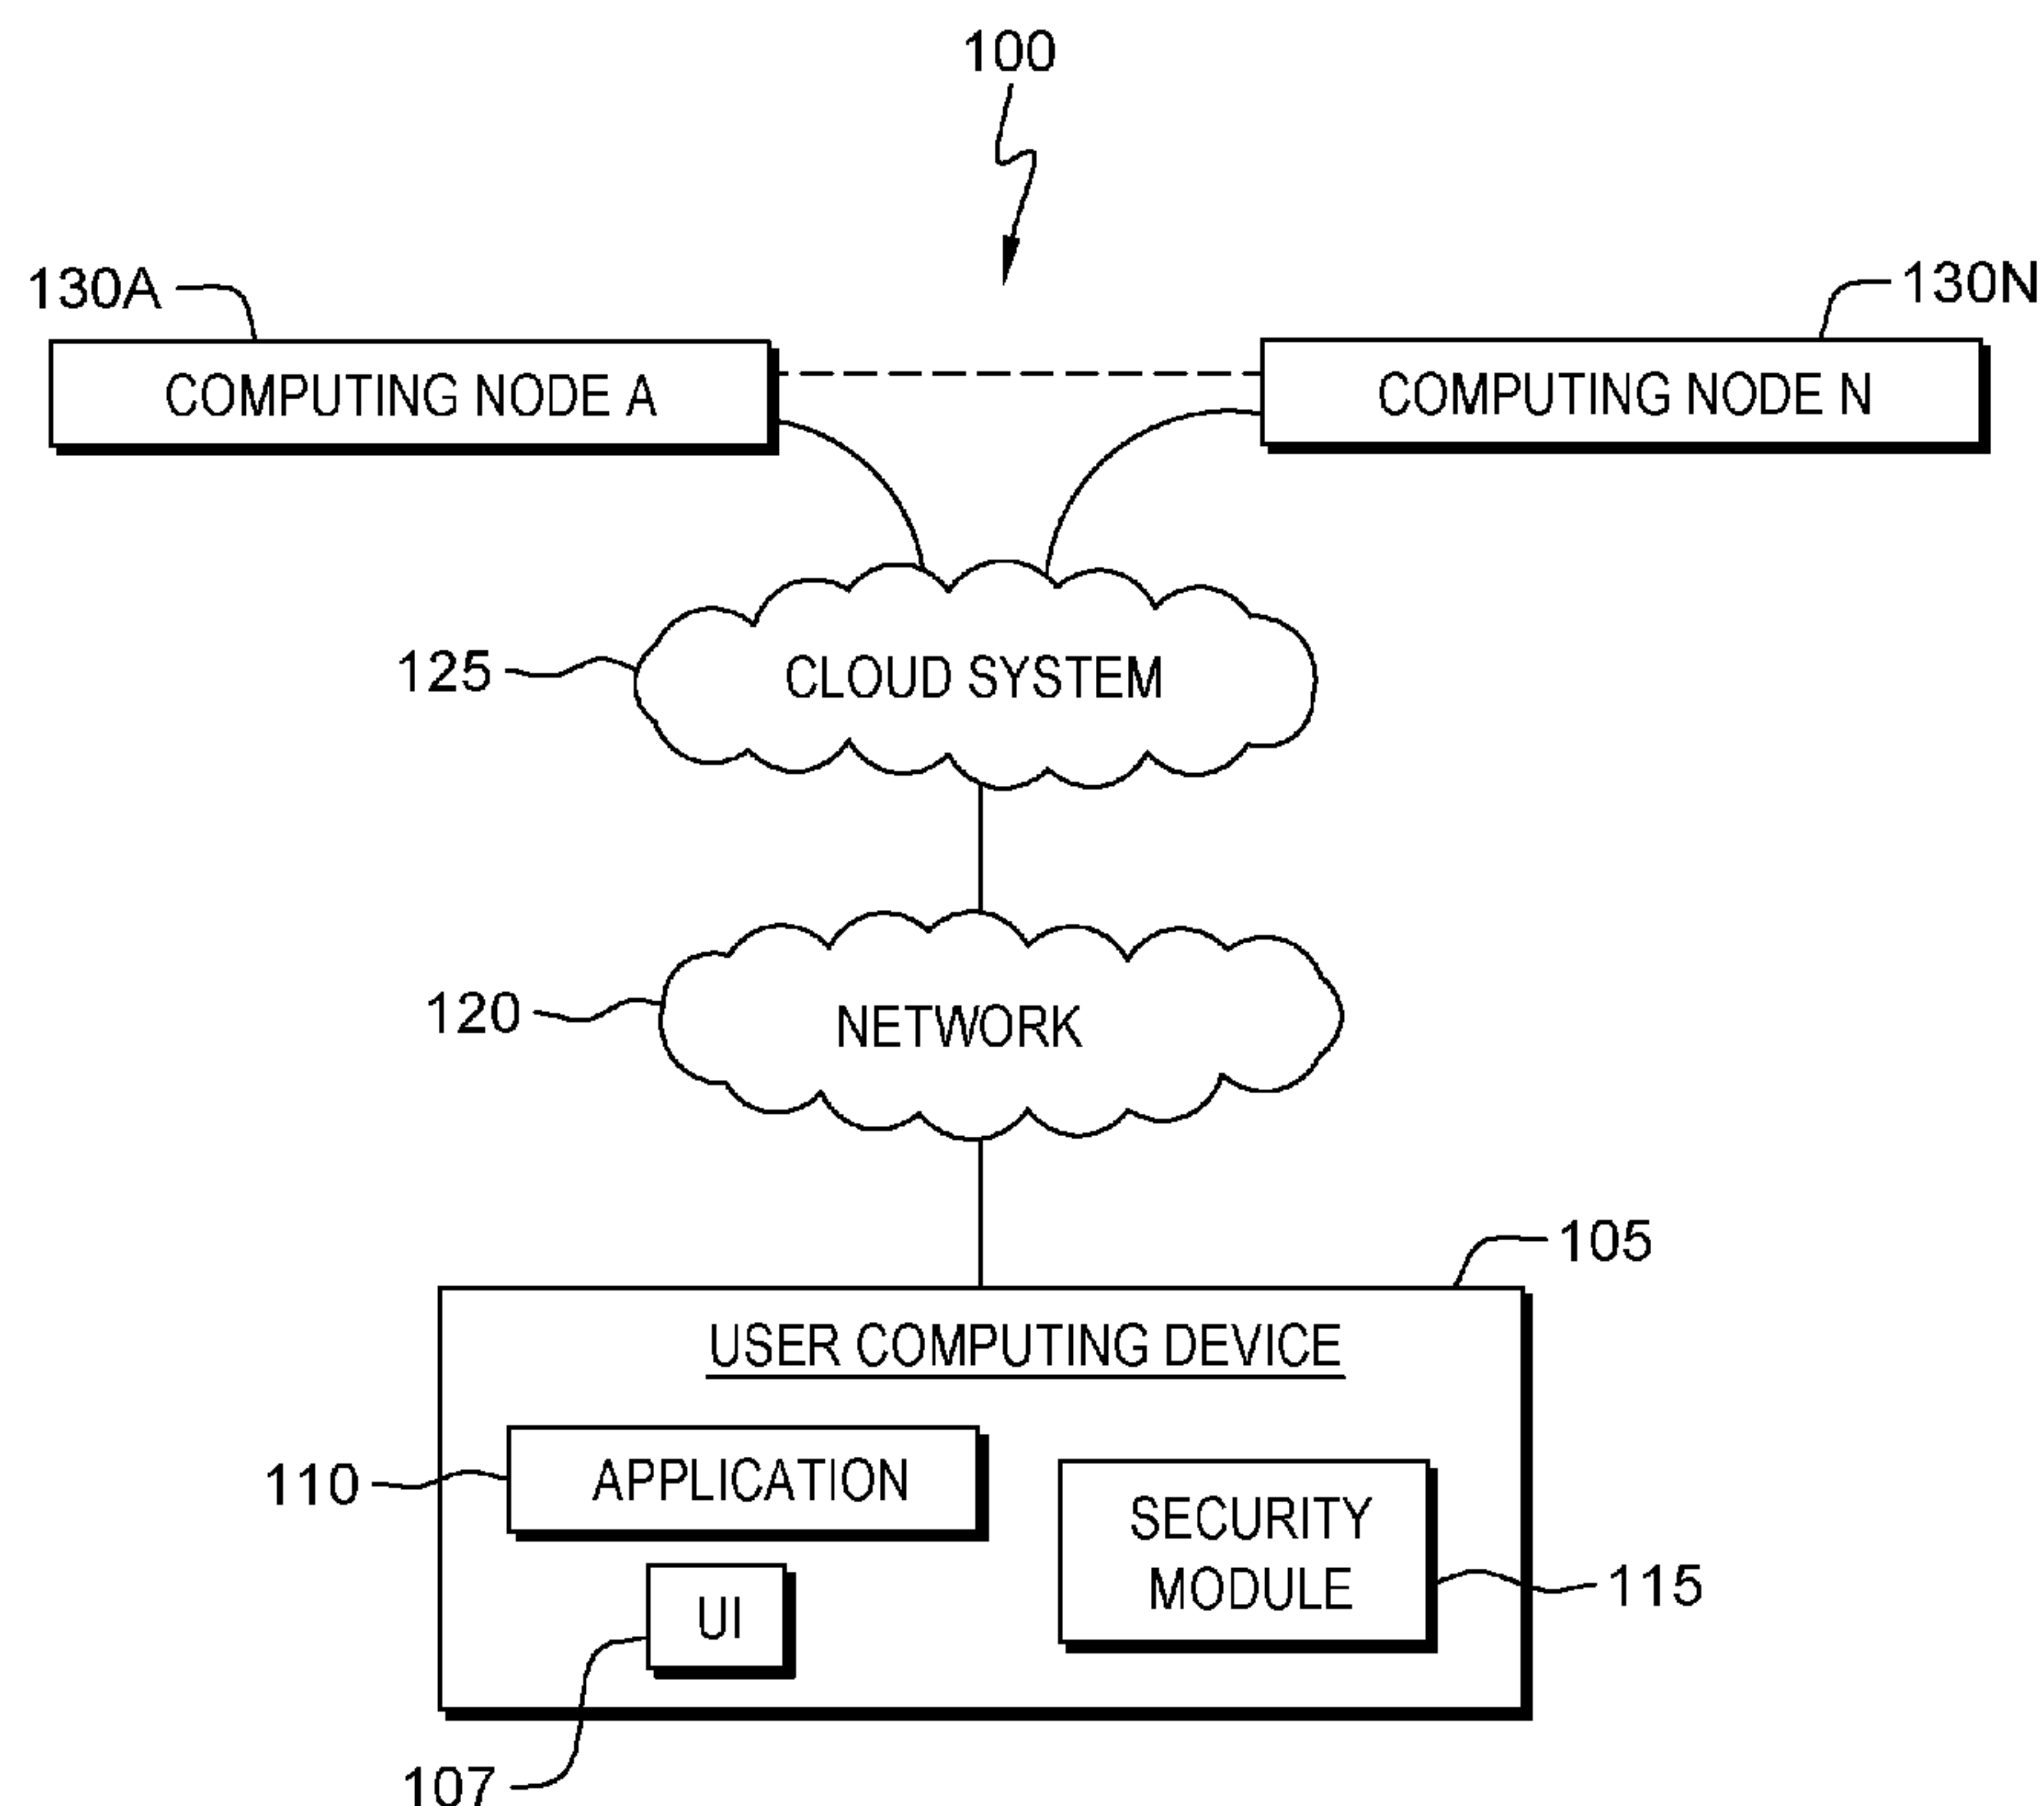 100
130A
130N
COMPUTING NODE A
COMPUTING NODE N
125
CLOUD SYSTEM
120
NETWORK
105
USER COMPUTING DEVICE
110
APPLICATION
SECURITY
MODULE
115
UI
107